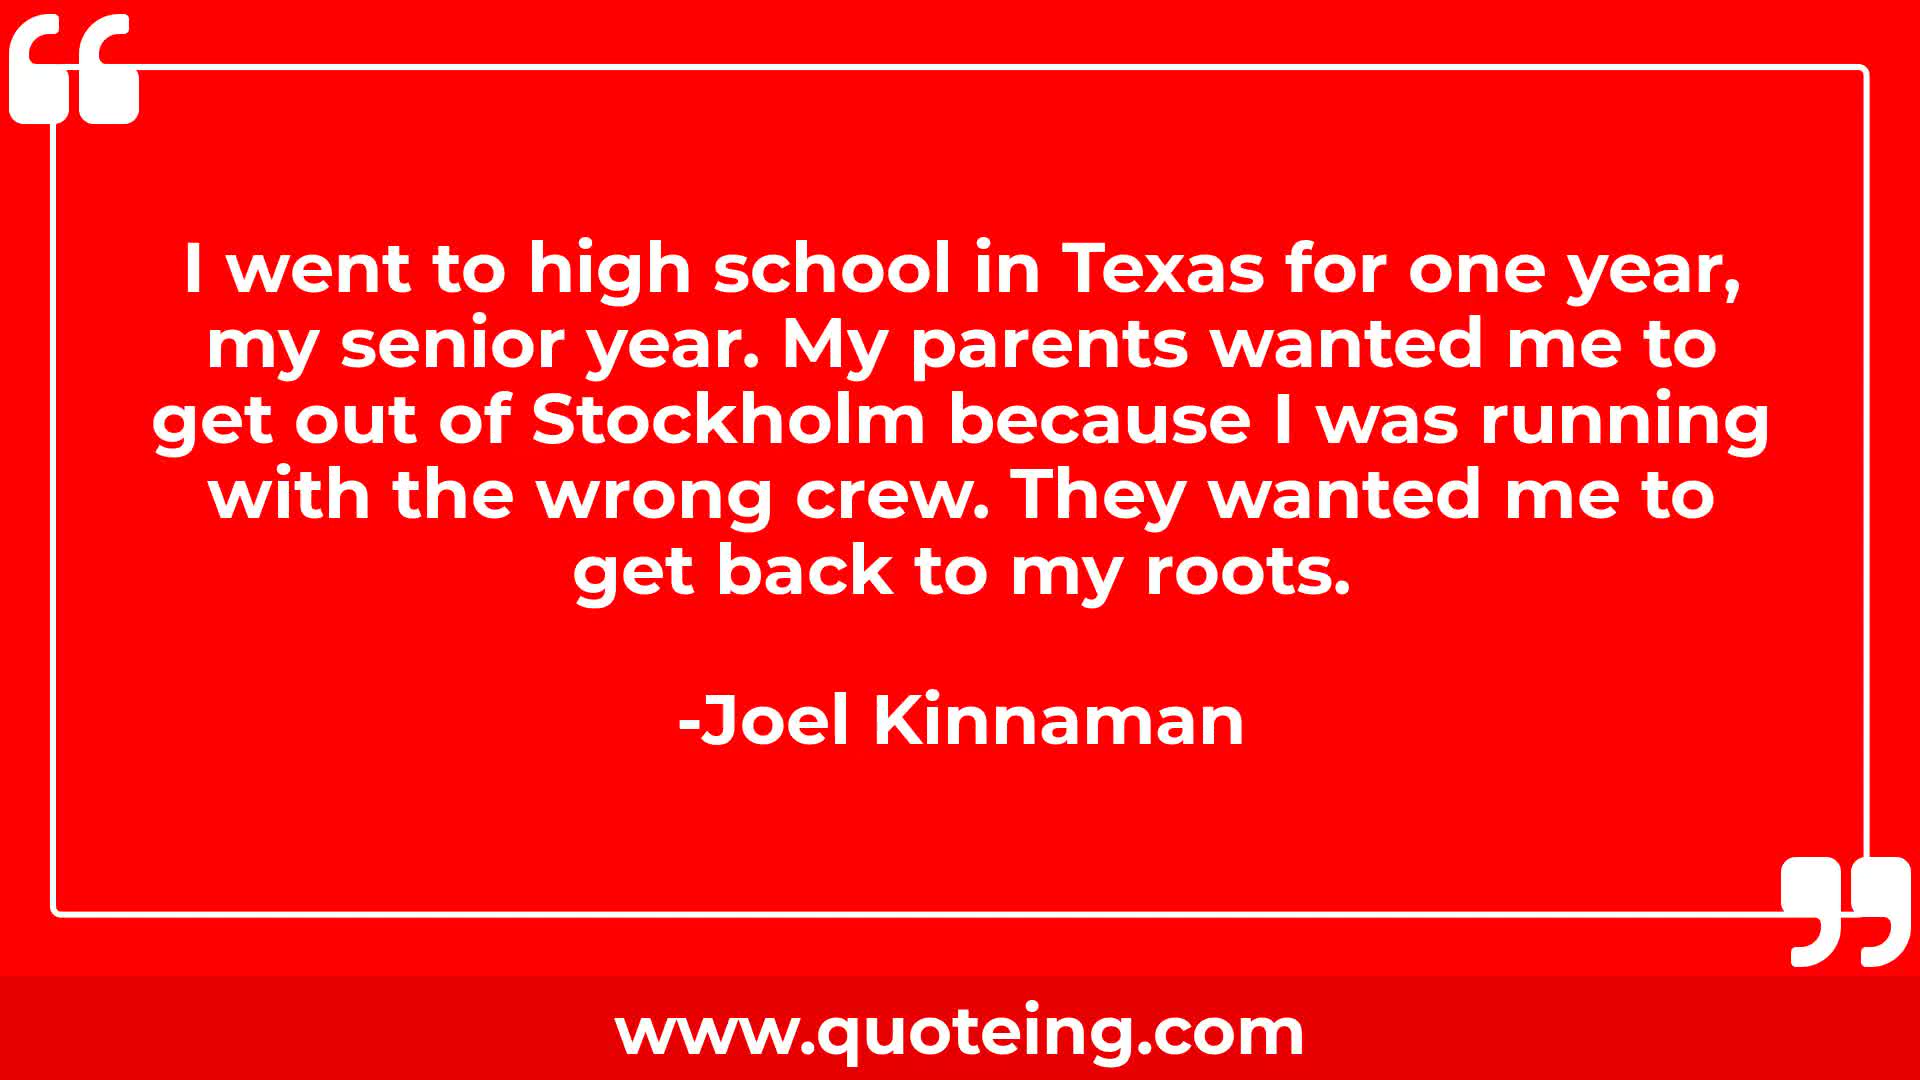 I went to high school in Texas for one year,
my senior year. My parents wanted me to
get out of Stockholm because I was running
with the wrong crew. They wanted me to
get back to my roots.
-Joel Kinnaman
www.quoteing.com